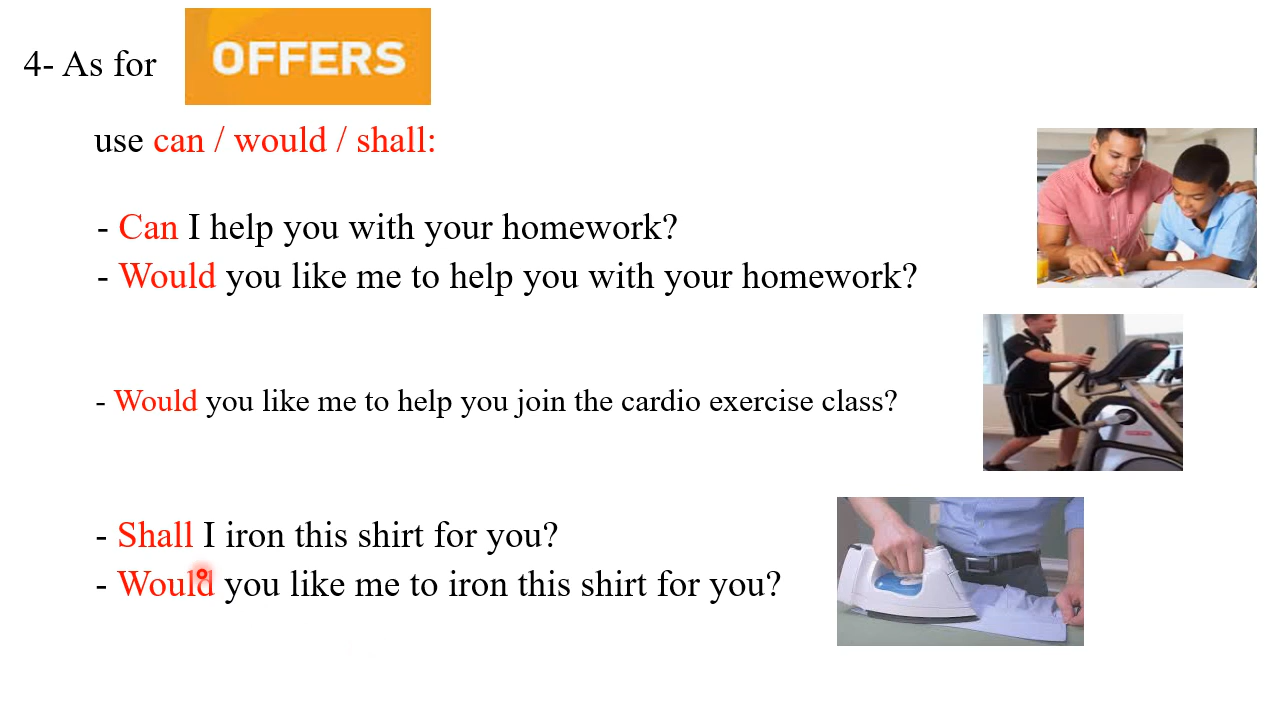 4- As for OFFERS
use can / would / shall:
- Can I help you with your homework?
- Would you like me to help you with your homework?
- Would you like me to help you join the cardio exercise class?
- Shall I iron this shirt for you?
- Would you like me to iron this shirt for you?